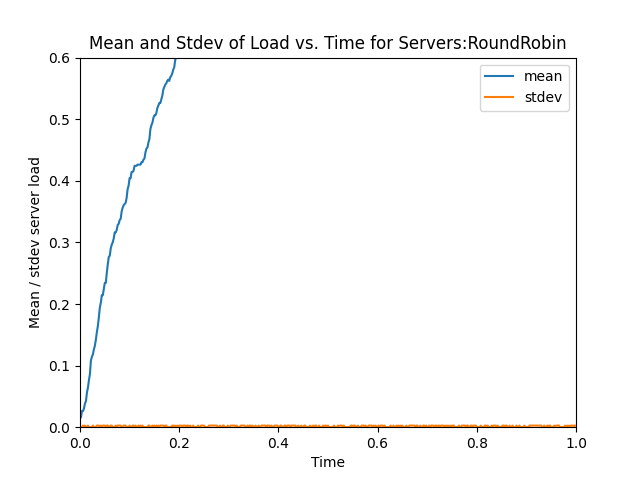 Mean and Stdev of Load vs. Time for Servers:RoundRobin
mean
stdev
Mean / stdev server load
0.6
0.5
0.4
0.3
0.2
0.1
0.0
0.0 0.2 0.4 0.6 0.8 1.0
Time